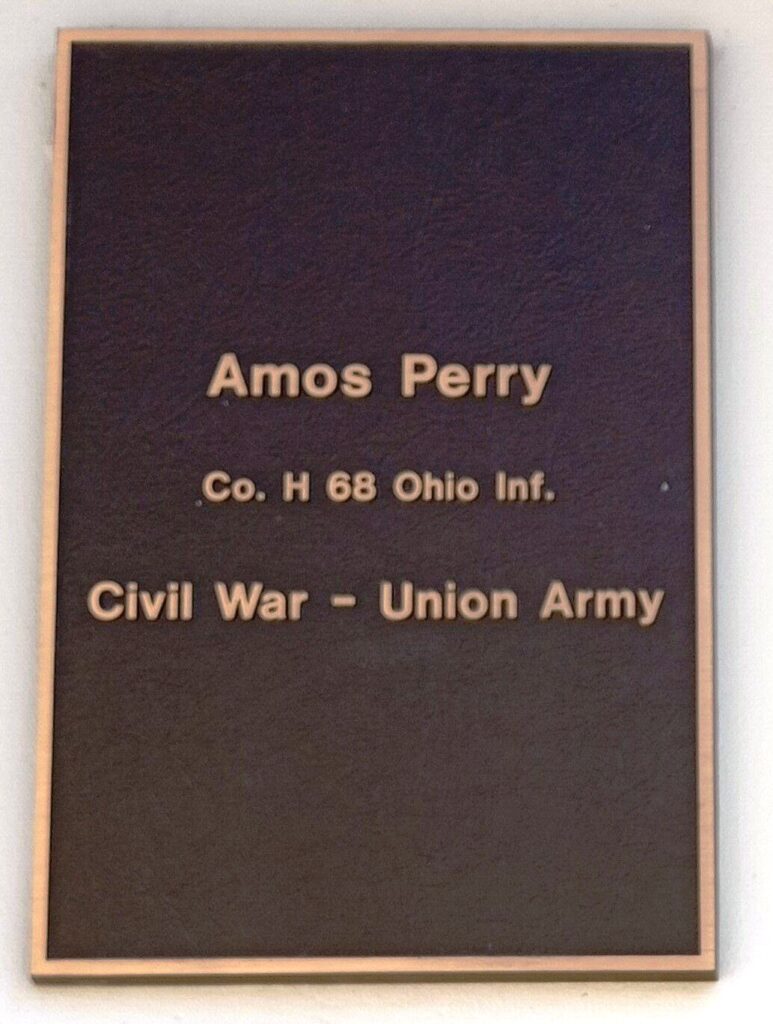 Amos Perry
Co. H 68 Ohio Inf.
Civil War - Union Army